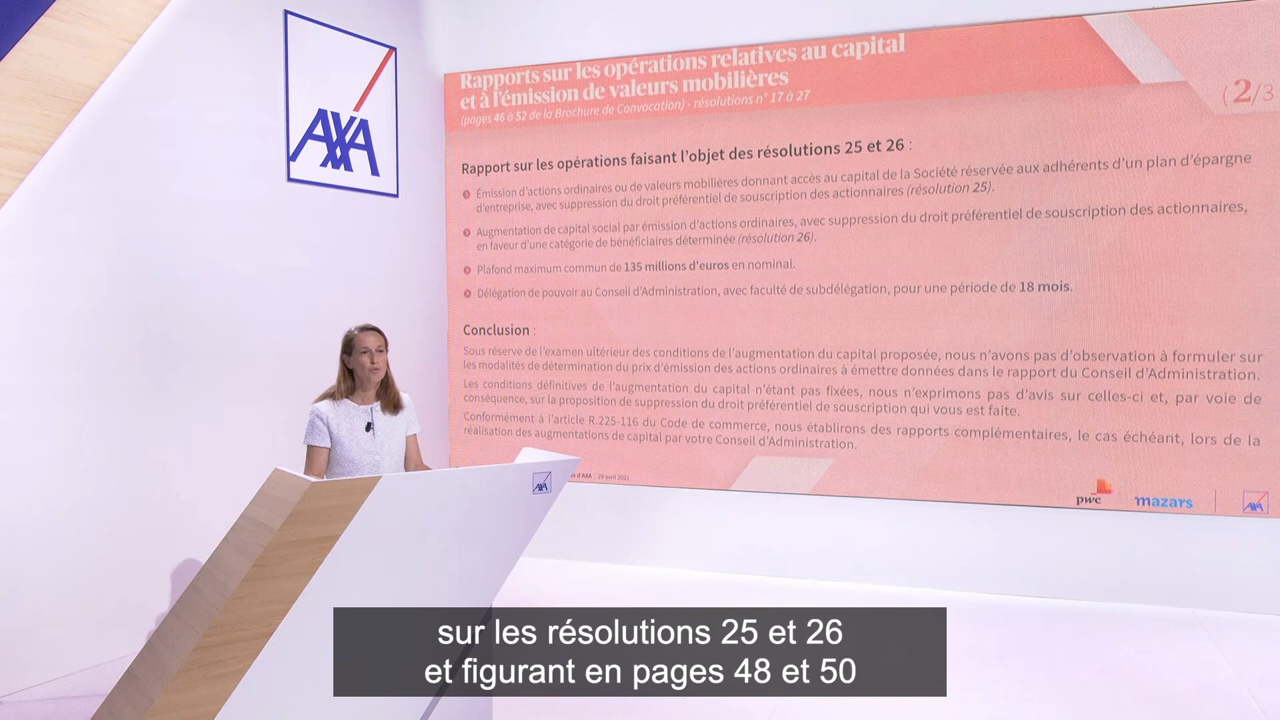 AXA
Rapports sur les opérations relatives au capital
et à l'émission de valeurs mobilières
(pages 46 à 52 de la Brochure de Convocation) - résolutions n° 17 à 27
(2/3
Rapport sur les opérations faisant l'objet des résolutions 25 et 26 :
Émission d'actions ordinaires ou de valeurs mobilières donnant accès au capital de la Société réservée aux adhérents d'un plan d'épargne
d'entreprise, avec suppression du droit préférentiel de souscription des actionnaires (résolution 25).
Augmentation de capital social par émission d'actions ordinaires, avec suppression du droit préférentiel de souscription des actionnaires,
en faveur d'une catégorie de bénéficiaires déterminée (résolution 26).
Plafond maximum commun de 135 millions d'euros en nominal.
Délégation de pouvoir au Conseil d'Administration, avec faculté de subdélégation, pour une période de 18 mois.
Conclusion :
Sous réserve de l'examen ultérieur des conditions de l'augmentation du capital proposée, nous n'avons pas d'observation à formuler sur
les modalités de détermination du prix d'émission des actions ordinaires à émettre données dans le rapport du Conseil d'Administration.
Les conditions définitives de l'augmentation du capital n'étant pas fixées, nous n'exprimons pas d'avis sur celles-ci et, par voie de
conséquence, sur la proposition de suppression du droit préférentiel de souscription qui vous est faite.
Conformément à l'article R.225-116 du Code de commerce, nous établirons des rapports complémentaires, le cas échéant, lors de la
réalisation des augmentations de capital par votre Conseil d'Administration.
d'AXA | 29 avril 2021
pwc
mazars
AXA
AXA
sur les résolutions 25 et 26
et figurant en pages 48 et 50